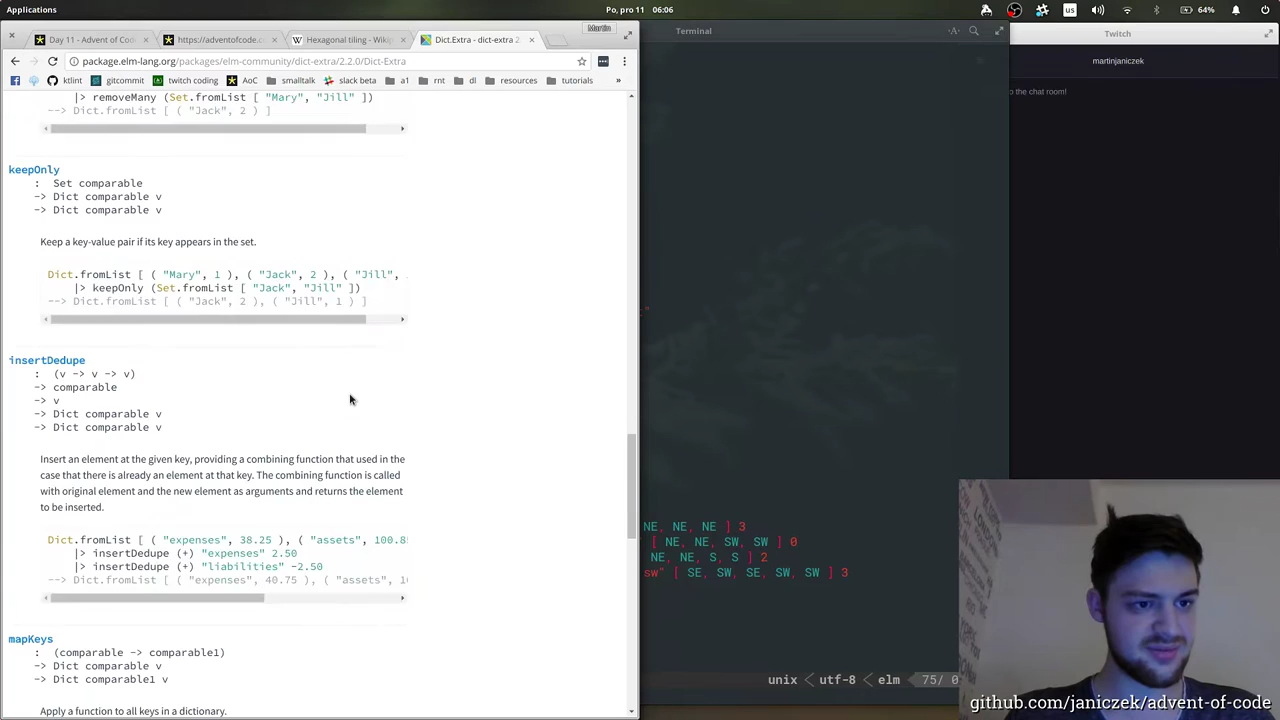 Applications
Po, pro 11 06:06
us
64%
Martin
Day 11 - Advent of Cod
https://adventofcode.c
Hexagonal tiling - Wikip
Dict.Extra - dict-extra 2.
package.elm-lang.org/packages/elm-community/dict-extra/2.2.0/Dict-Extra
ktlint
gitcommit
twitch coding
AoC
smalltalk
slack beta
a1
rnt
dl
resources
tutorials
»
|> removeMany (Set.fromList [ "Mary", "Jill" ])
--> Dict.fromList [ ( "Jack", 2 ) ]
keepOnly
: Set comparable
-> Dict comparable v
-> Dict comparable v
Keep a key-value pair if its key appears in the set.
Dict.fromList [ ( "Mary", 1 ), ( "Jack", 2 ), ( "Jill",
|> keepOnly (Set.fromList [ "Jack", "Jill" ])
--> Dict.fromList [ ( "Jack", 2 ), ( "Jill", 1 ) ]
insertDedupe
: (v -> v -> v)
-> comparable
-> v
-> Dict comparable v
-> Dict comparable v
Insert an element at the given key, providing a combining function that used in the
case that there is already an element at that key. The combining function is called
with original element and the new element as arguments and returns the element
to be inserted.
Dict.fromList [ ( "expenses", 38.25 ), ( "assets", 100.8
|> insertDedupe (+) "expenses" 2.50
|> insertDedupe (+) "liabilities" -2.50
--> Dict.fromList [ ( "expenses", 40.75 ), ( "assets", 1
mapKeys
: (comparable -> comparable1)
-> Dict comparable v
-> Dict comparable1 v
Apply a function to all keys in a dictionary.
Terminal
"
NE, NE, NE ] 3
[ NE, NE, SW, SW ] 0
NE, NE, S, S ] 2
sw" [ SE, SW, SE, SW, SW ] 3
unix < utf-8 < elm 75/ 0
Twitch
martinjaniczek
o the chat room!
github.com/janiczek/advent-of-code